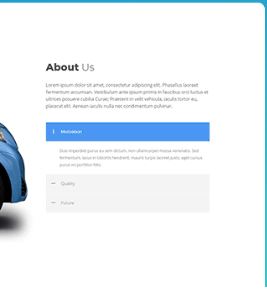 About Us
Lorem ipsum dolor sit amet, consectetur adipiscing elit. Phasellus laoreet
fermentum accumsan. Vestibulum ante ipsum primis in faucibus orci luctus et
ultrices posuere cubilia Curae; Praesent in velit vehicula, iaculis tortor eu,
placerat elit. Aenean iaculis nulla nec condimentum pulvinar.
Motivation
Duis imperdiet purus eu sem dictum, non ullamcorper massa venenatis. Sed
fermentum, lacus in lobortis hendrerit, mauris turpis laoreet justo, eget cursus
purus mi porttitor felis.
Quality
Future